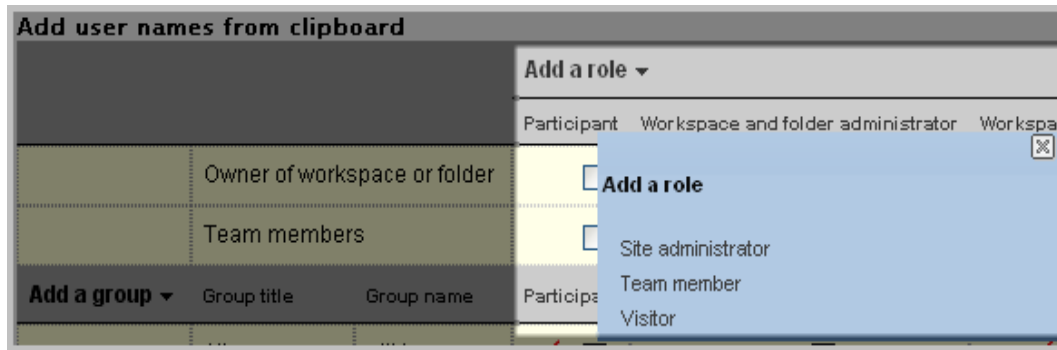 Add user names from clipboard
Add a role
Participant Workspace and folder administrator Workspa
Owner of workspace or folder
Add a role
Team members
Site administrator
Add a group Group title Group name Participa
Team member
Visitor